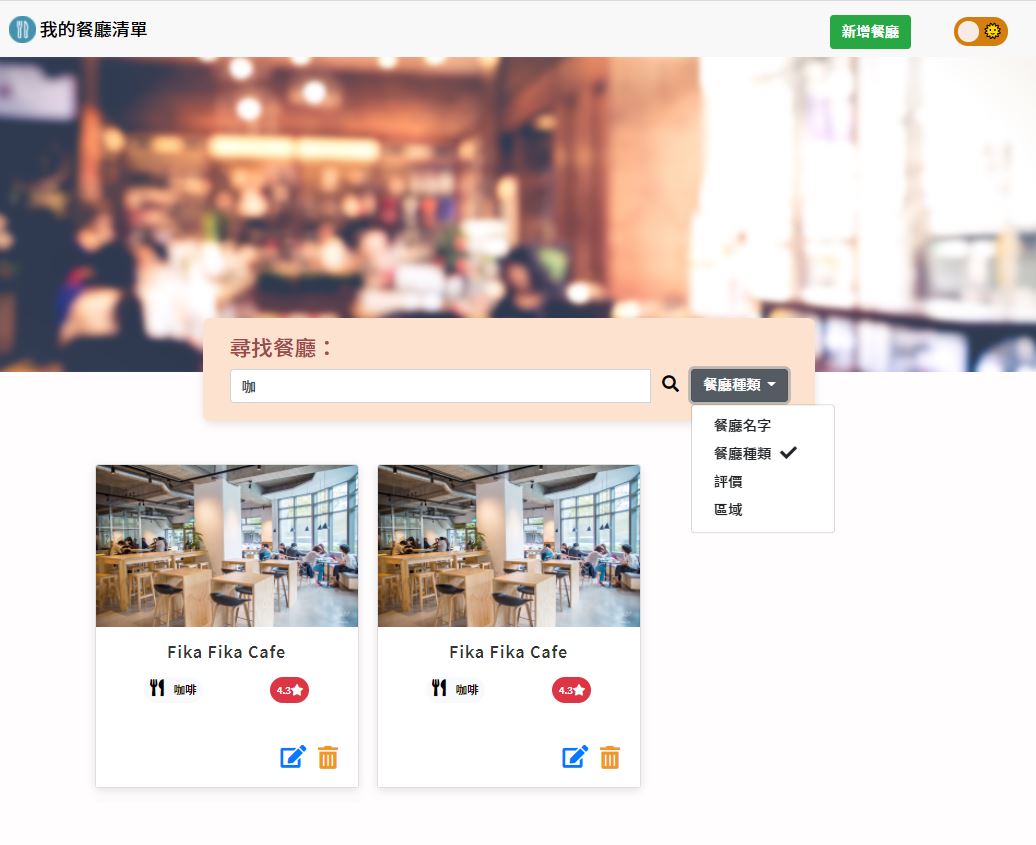 我的餐廳清單
新增餐廳
尋找餐廳：
咖
餐廳種類
餐廳名字
餐廳種類
評價
區域
Fika Fika Cafe
咖啡
4.3
Fika Fika Cafe
咖啡
4.3